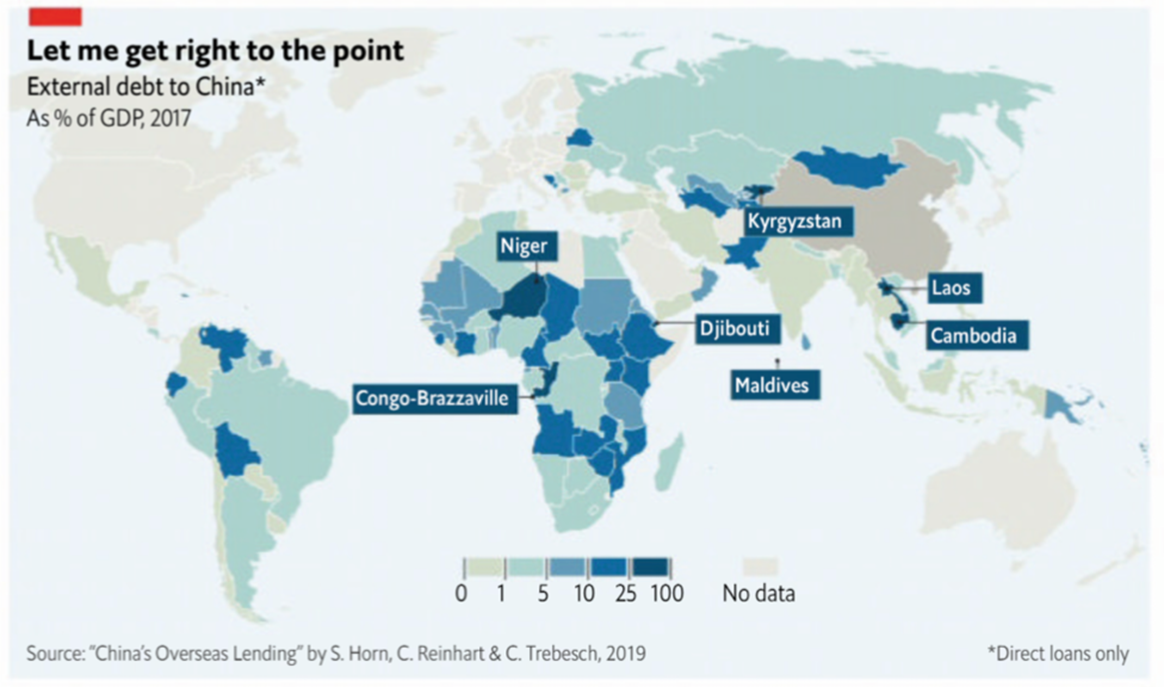 Let me get right to the point
External debt to China*
As % of GDP, 2017
Kyrgyzstan
Niger
Laos
Djibouti
Cambodia
Maldives
Congo-Brazzaville
0 1 5 10 25 100 No data
Source: “China’s Overseas Lending” by S. Horn, C. Reinhart & C. Trebesch, 2019 *Direct loans only